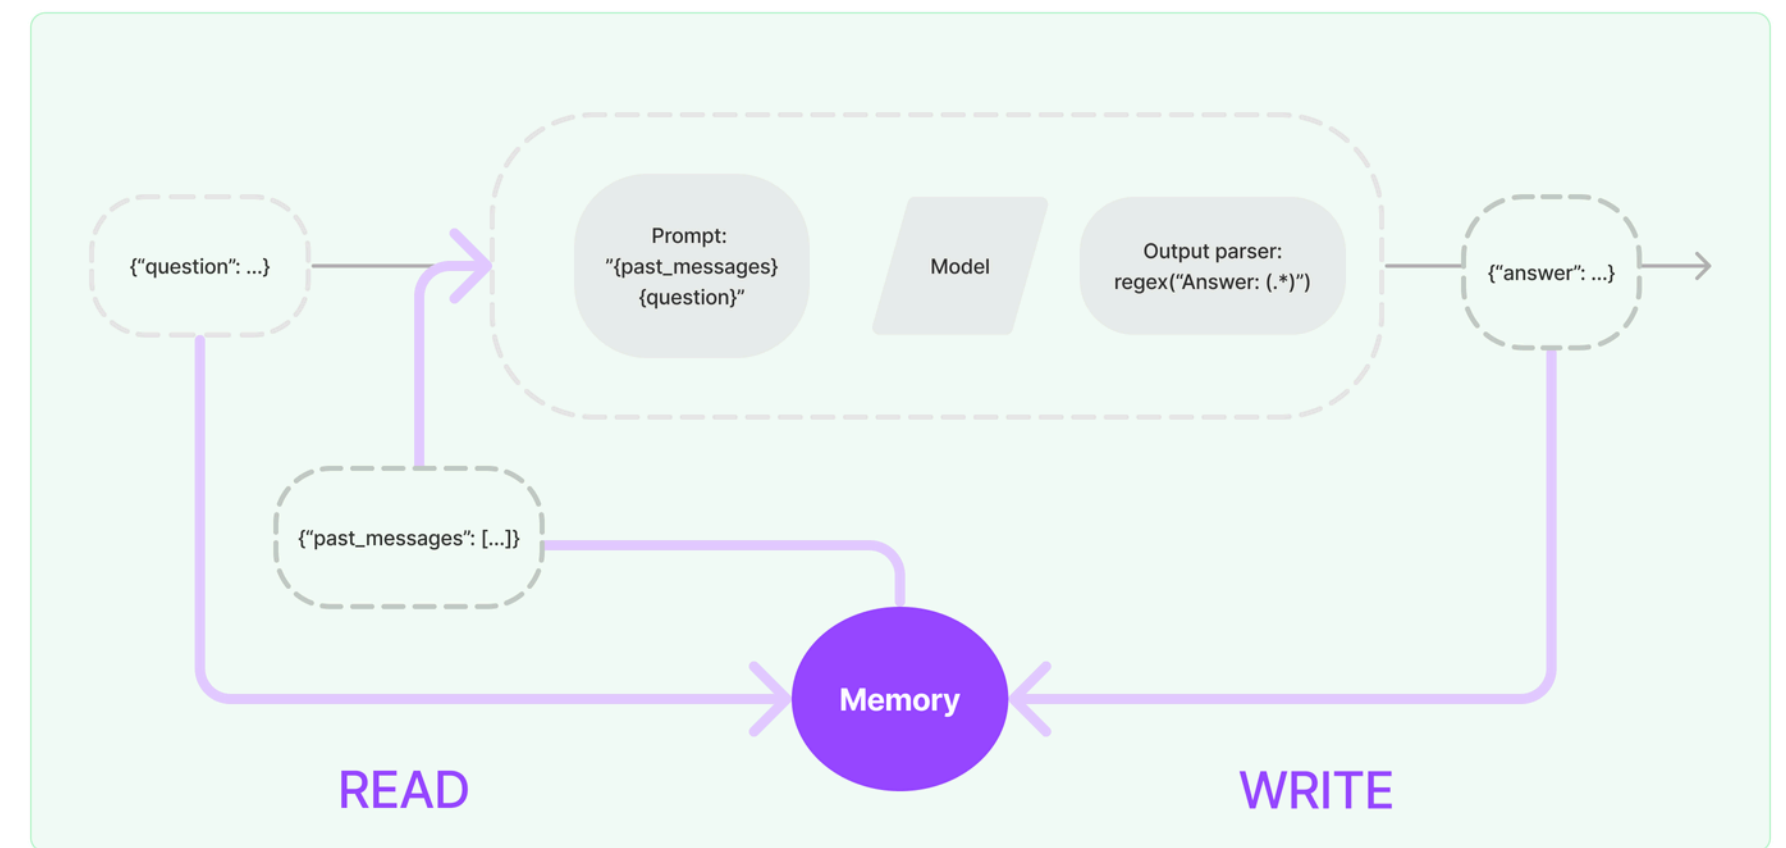 {“question”: ...}
Prompt:
”{past_messages}
{question}”
Model
Output parser:
regex(“Answer: (.*)”)
{“answer”: ...}
{“past_messages”: [...]}
Memory
READ
WRITE